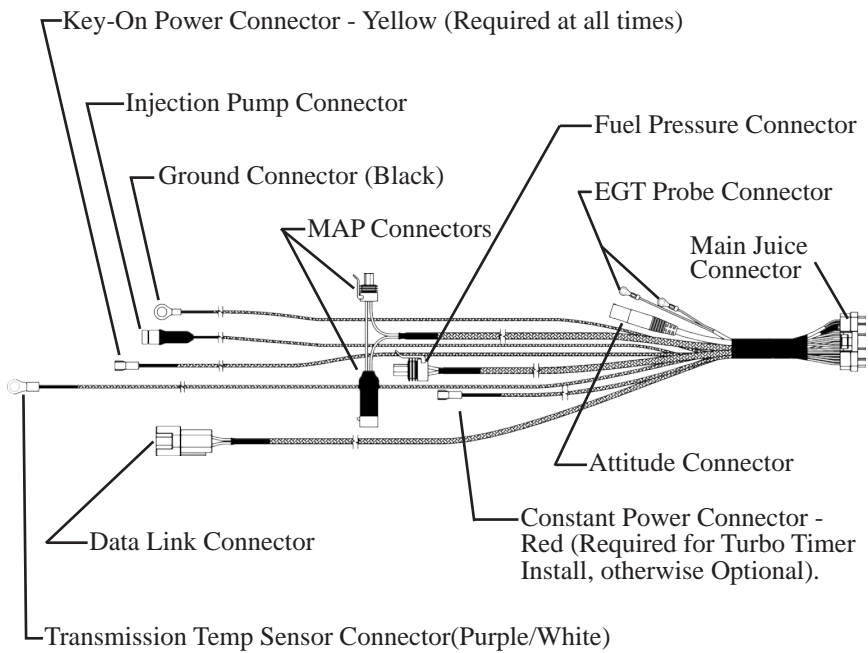 Key-On Power Connector - Yellow (Required at all times)
Injection Pump Connector
Fuel Pressure Connector
Ground Connector (Black)
EGT Probe Connector
MAP Connectors
Main Juice
Connector
Attitude Connector
Constant Power Connector -
Red (Required for Turbo Timer
Install, otherwise Optional).
Data Link Connector
Transmission Temp Sensor Connector(Purple/White)